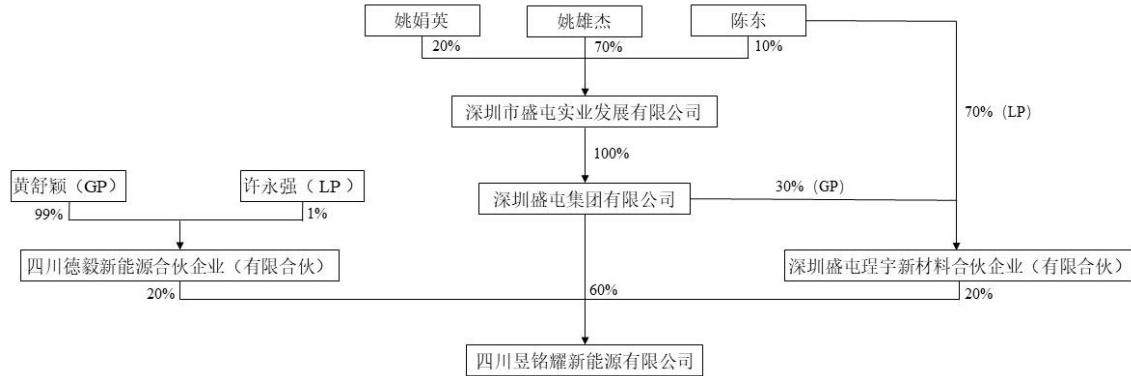 姚娟英
姚雄杰
陈东
20%
70%
10%
深圳市盛屯实业发展有限公司
70%（LP）
100%
黄舒颖（GP）
许永强（LP）
深圳盛屯集团有限公司
30%（GP）
99%
1%
四川德毅新能源合伙企业（有限合伙）
深圳盛屯珵宇新材料合伙企业（有限合伙）
20%
60%
20%
四川昱铭耀新能源有限公司